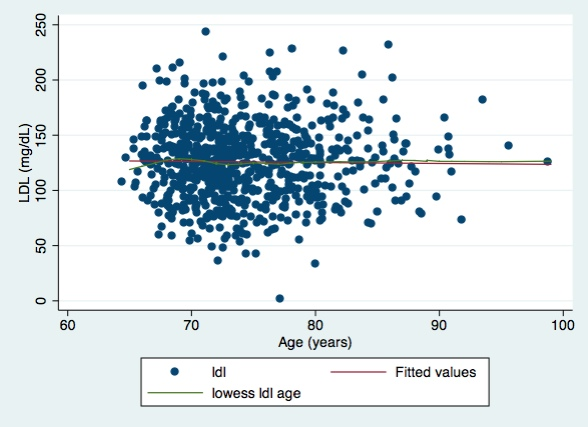 250
200
150
100
50
0
LDL (mg/dL)
60 70 80 90 100
Age (years)
ldl Fitted values
lowess ldl age